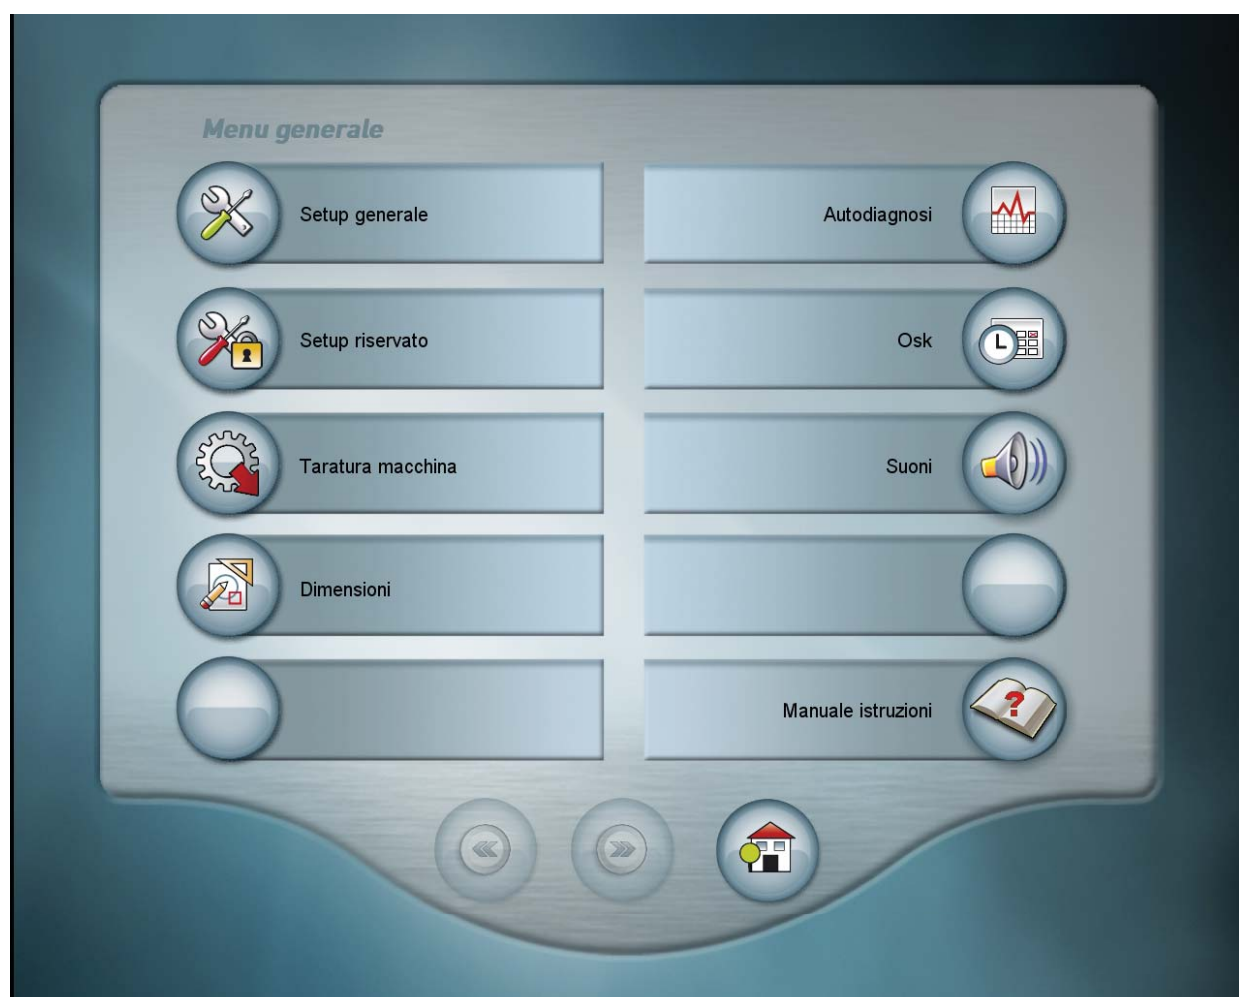 Menu generale
Setup generale
Autodiagnosi
Setup riservato
Osk
Taratura macchina
Suoni
Dimensioni
Manuale istruzioni